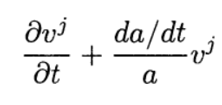 ∂v^j/∂t + (da/dt)/a v^j